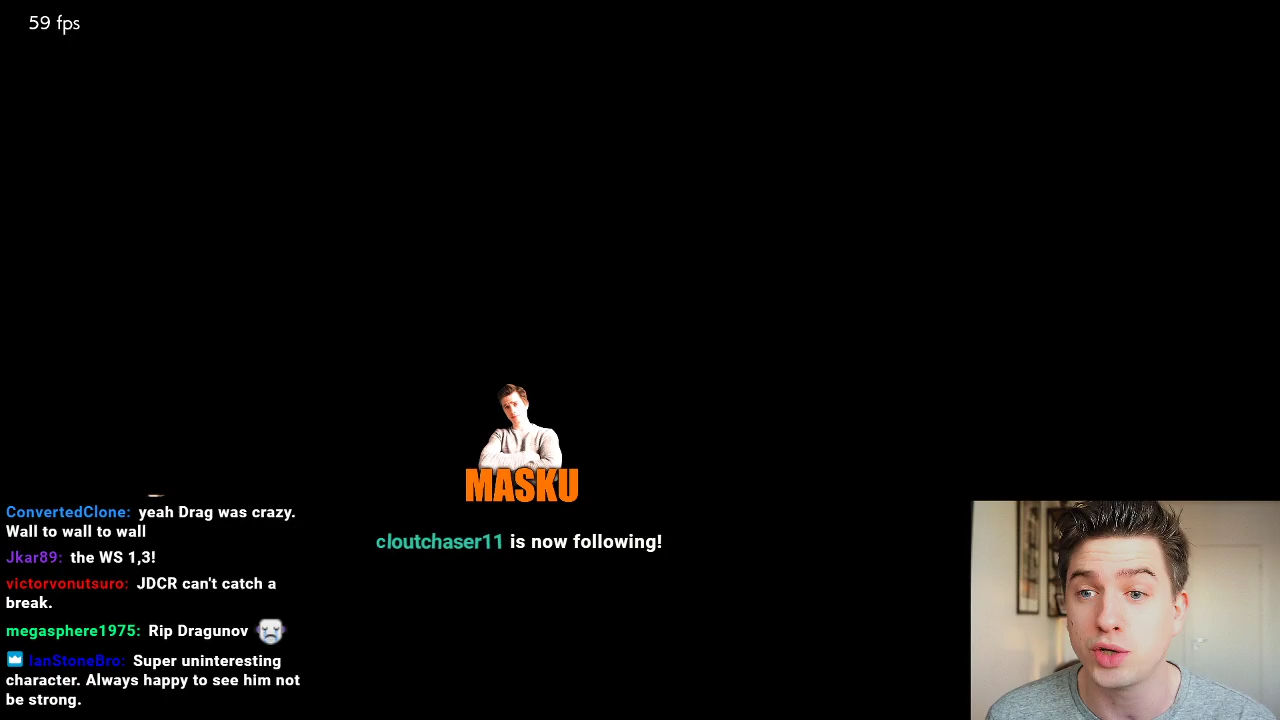 59 fps
MASKU
cloutchaser11 is now following!
ConvertedClone: yeah Drag was crazy.
Wall to wall to wall
Jkar89: the WS 1,3!
victorvonutsuro: JDCR can't catch a
break.
megasphere1975: Rip Dragunov
IanStoneBro: Super uninteresting
character. Always happy to see him not
be strong.